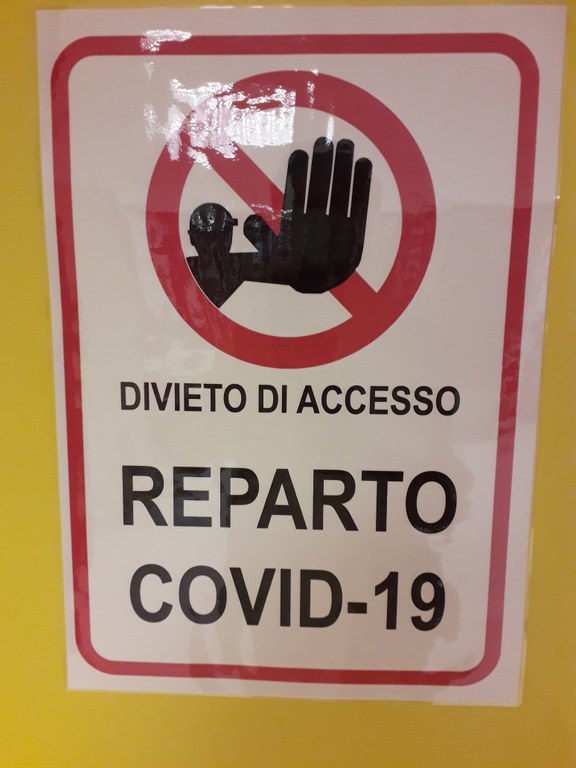 DIVIETO DI ACCESSO
REPARTO
COVID-19